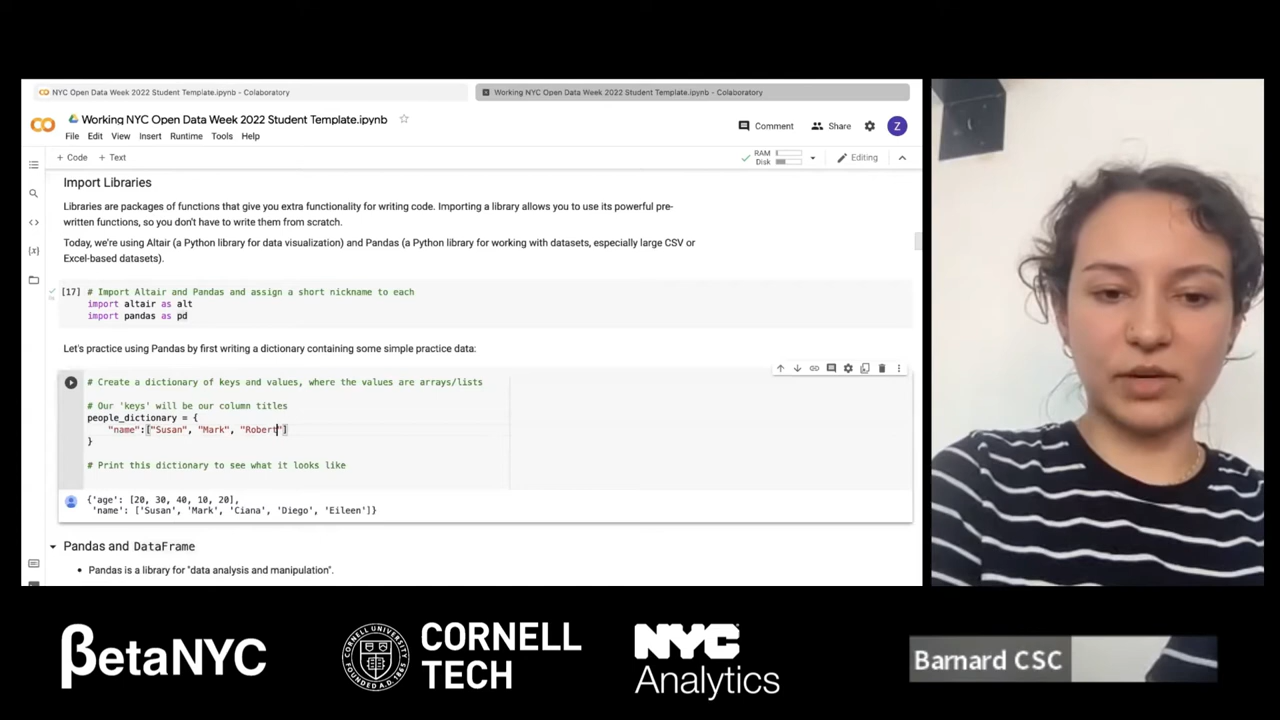 NYC Open Data Week 2022 Student Template.ipynb - Colaboratory
Working NYC Open Data Week 2022 Student Template.ipynb - Colaboratory
Working NYC Open Data Week 2022 Student Template.ipynb
Comment Share Z
File Edit View Insert Runtime Tools Help
+ Code + Text
RAM
Disk
Editing
Import Libraries
Libraries are packages of functions that give you extra functionality for writing code. Importing a library allows you to use its powerful pre-
written functions, so you don't have to write them from scratch.
Today, we're using Altair (a Python library for data visualization) and Pandas (a Python library for working with datasets, especially large CSV or
Excel-based datasets).
[17] # Import Altair and Pandas and assign a short nickname to each
import altair as alt
import pandas as pd
Let's practice using Pandas by first writing a dictionary containing some simple practice data:
# Create a dictionary of keys and values, where the values are arrays/lists
# Our 'keys' will be our column titles
people_dictionary = {
"name":["Susan", "Mark", "Robert"]
}
# Print this dictionary to see what it looks like
{'age': [20, 30, 40, 10, 20],
'name': ['Susan', 'Mark', 'Ciana', 'Diego', 'Eileen']}
Pandas and DataFrame
• Pandas is a library for "data analysis and manipulation".
βetaNYC
CORNELL
TECH
NYC
Analytics
Barnard CSC